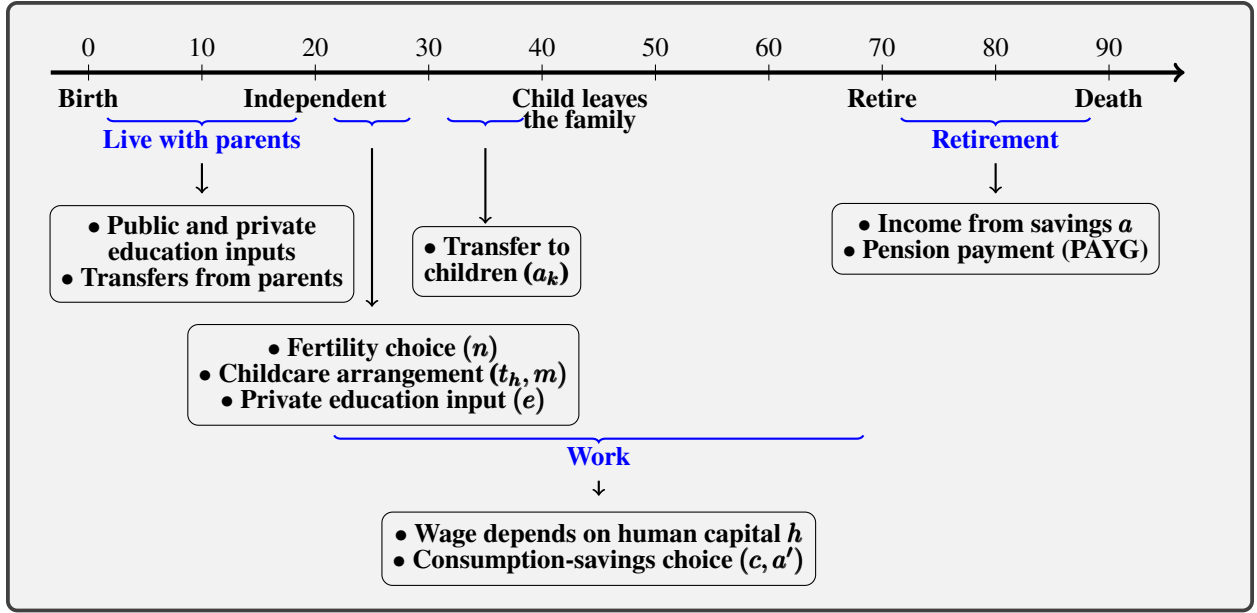 0 10 20 30 40 50 60 70 80 90
Birth Independent Child leaves Retire Death
the family
Live with parents Retirement
• Public and private
education inputs
• Transfers from parents
• Transfer to
children (aₖ)
• Income from savings a
• Pension payment (PAYG)
• Fertility choice (n)
• Childcare arrangement (tₕ, m)
• Private education input (e)
Work
• Wage depends on human capital h
• Consumption-savings choice (c, a′)